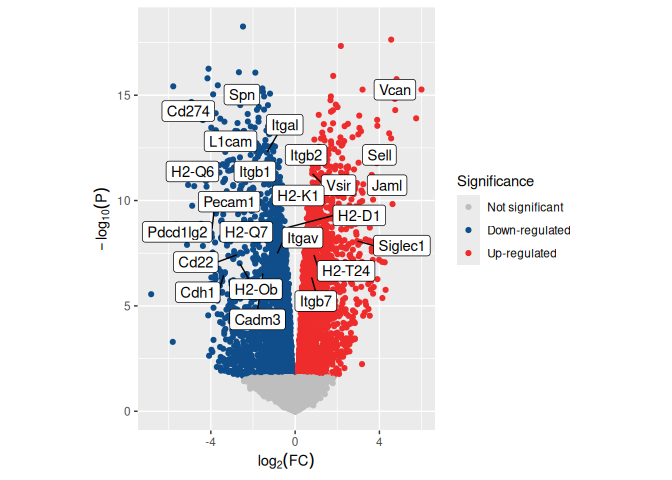 Vcan
Spn
15
Cd274
Itgal
L1cam
Itgb2
Sell
H2-Q6
Itgb1
Vsir
Jaml
H2-K1
10
Pecam1
H2-D1
Pdcd1lg2
H2-Q7
Itgav
Siglec1
Cd22
H2-T24
Cdh1
H2-Ob
Itgb7
5
Cadm3
0
-4
0
4
log2(FC)
−log10(P)
Significance
Not significant
Down-regulated
Up-regulated